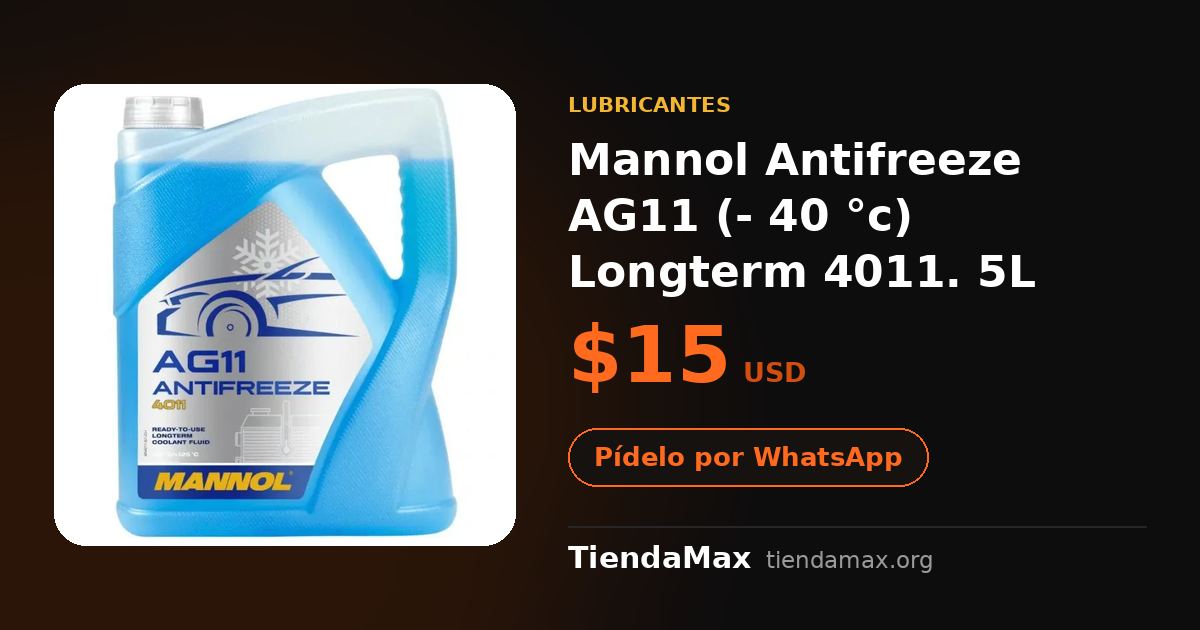 LUBRICANTES
Mannol Antifreeze
AG11 (- 40 °c)
Longterm 4011. 5L
$15 USD
Pídelo por WhatsApp
TiendaMax tiendamax.org
AG11
ANTIFREEZE
4011
READY-TO-USE
LONGTERM
COOLANT FLUID
MANNOL